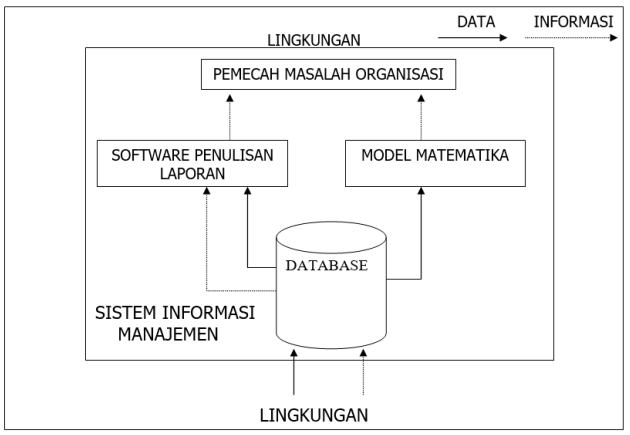 DATA INFORMASI
LINGKUNGAN
PEMECAH MASALAH ORGANISASI
SOFTWARE PENULISAN
LAPORAN
MODEL MATEMATIKA
DATABASE
SISTEM INFORMASI
MANAJEMEN
LINGKUNGAN